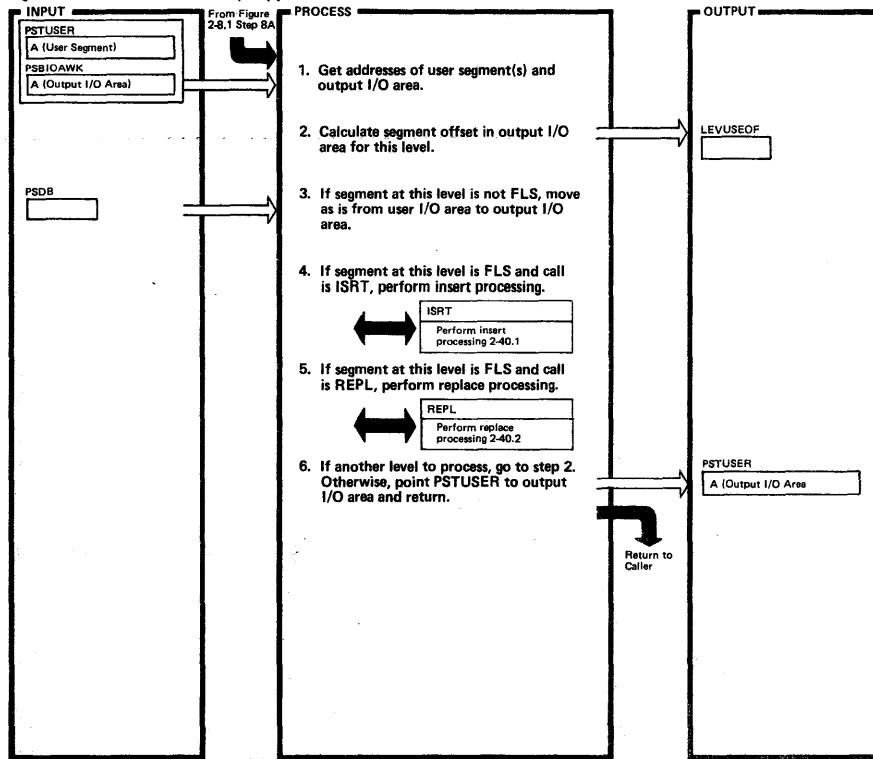 INPUT
From Figure
2-8.1 Step 8A
PROCESS
OUTPUT
PSTUSER
A (User Segment)
PSBIOAWK
A (Output I/O Area)
1. Get addresses of user segment(s) and
output I/O area.
2. Calculate segment offset in output I/O
area for this level.
LEVUSEOF
PSDB
3. If segment at this level is not FLS, move
as is from user I/O area to output I/O
area.
4. If segment at this level is FLS and call
is ISRT, perform insert processing.
ISRT
Perform insert
processing 2-40.1
5. If segment at this level is FLS and call
is REPL, perform replace processing.
REPL
Perform replace
processing 2-40.2
6. If another level to process, go to step 2.
Otherwise, point PSTUSER to output
I/O area and return.
PSTUSER
A (Output I/O Area
Return to
Caller